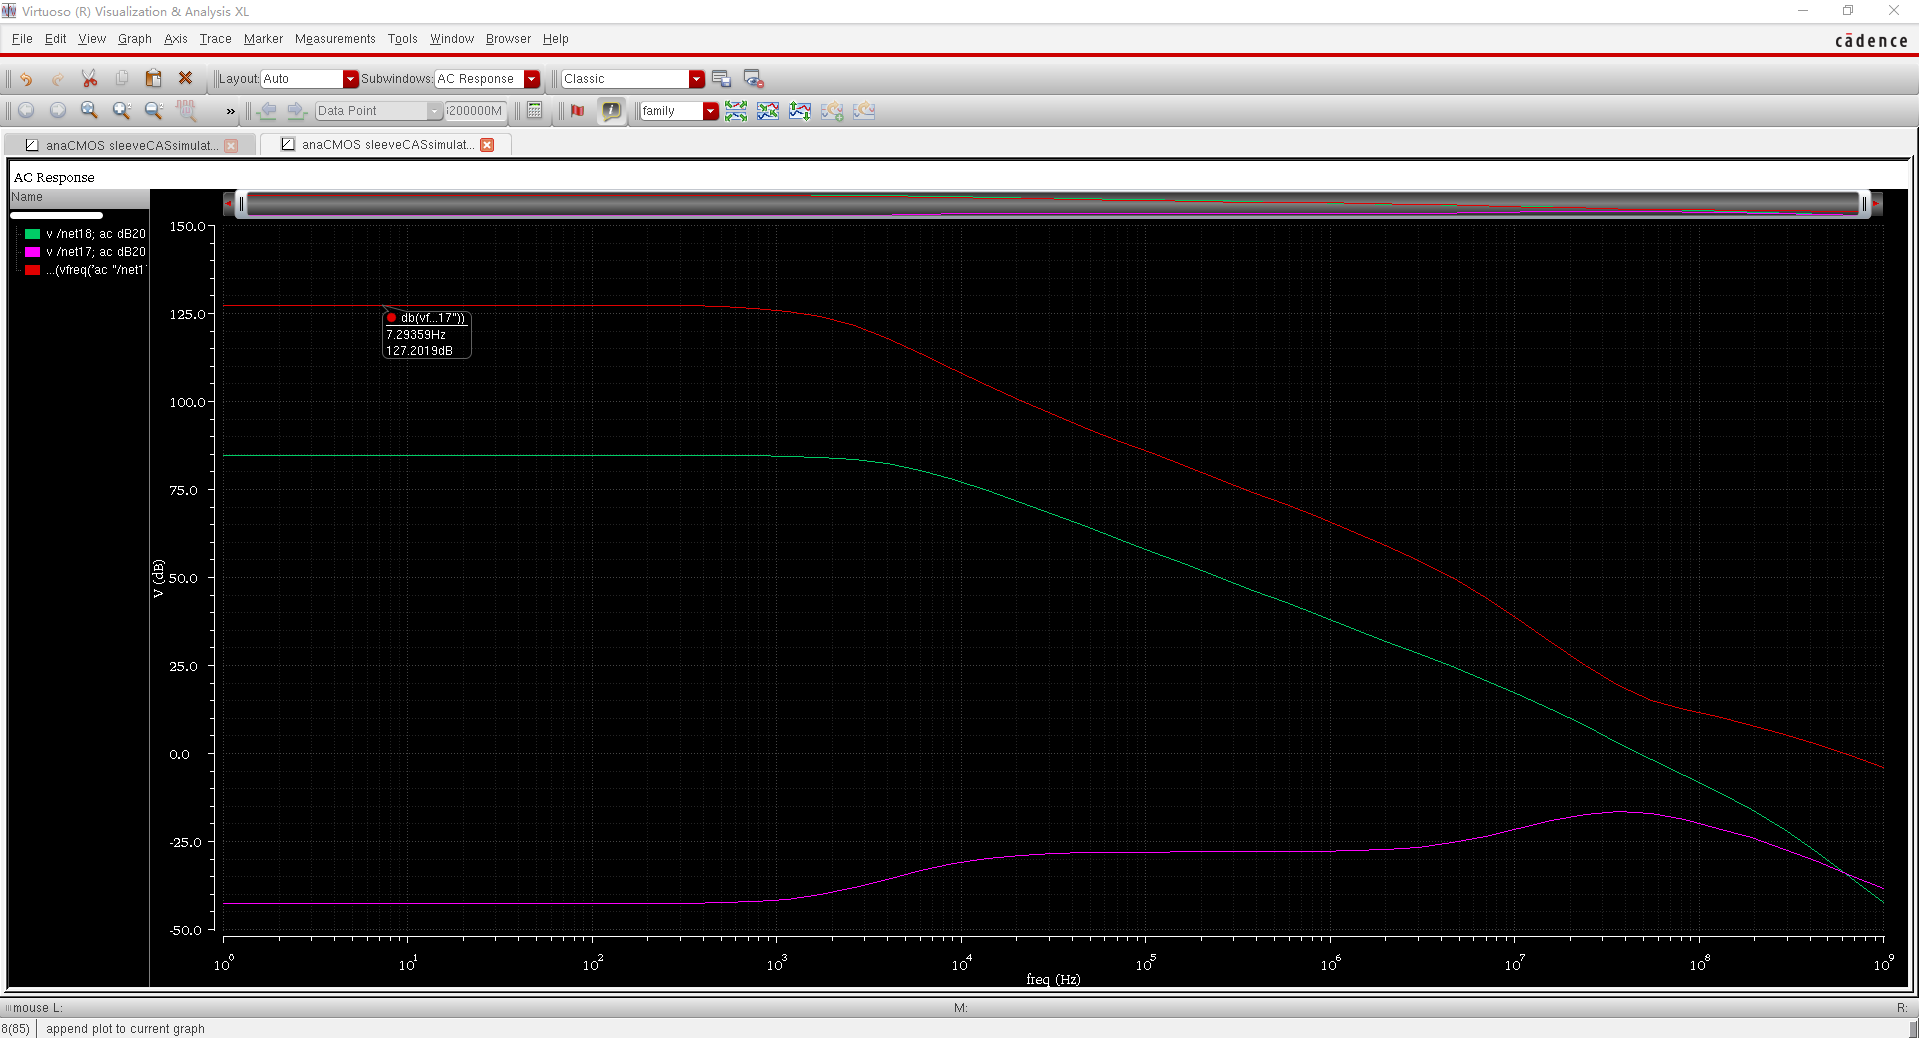 Virtuoso (R) Visualization & Analysis XL
File Edit View Graph Axis Trace Marker Measurements Tools Window Browser Help
cādence
Layout: Auto Subwindows: AC Response Classic
» Data Point 200000M family
anaCMOS sleeveCASsimulat... anaCMOS sleeveCASsimulat...
AC Response
Name
v /net18; ac dB20
v /net17; ac dB20
...(vfreq('ac "/net1
150.0
125.0
100.0
75.0
50.0
25.0
0.0
-25.0
-50.0
V (dB)
db(vf...17"))
7.29359Hz
127.2019dB
10^0 10^1 10^2 10^3 10^4 10^5 10^6 10^7 10^8 10^9
freq (Hz)
mouse L: M: R:
8(85) append plot to current graph